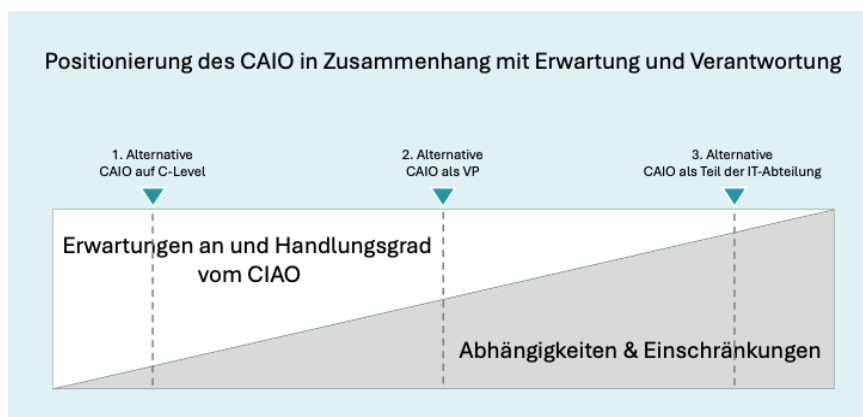 Positionierung des CAIO in Zusammenhang mit Erwartung und Verantwortung
1. Alternative
CAIO auf C-Level
2. Alternative
CAIO als VP
3. Alternative
CAIO als Teil der IT-Abteilung
Erwartungen an und Handlungsgrad
vom CIAO
Abhängigkeiten & Einschränkungen